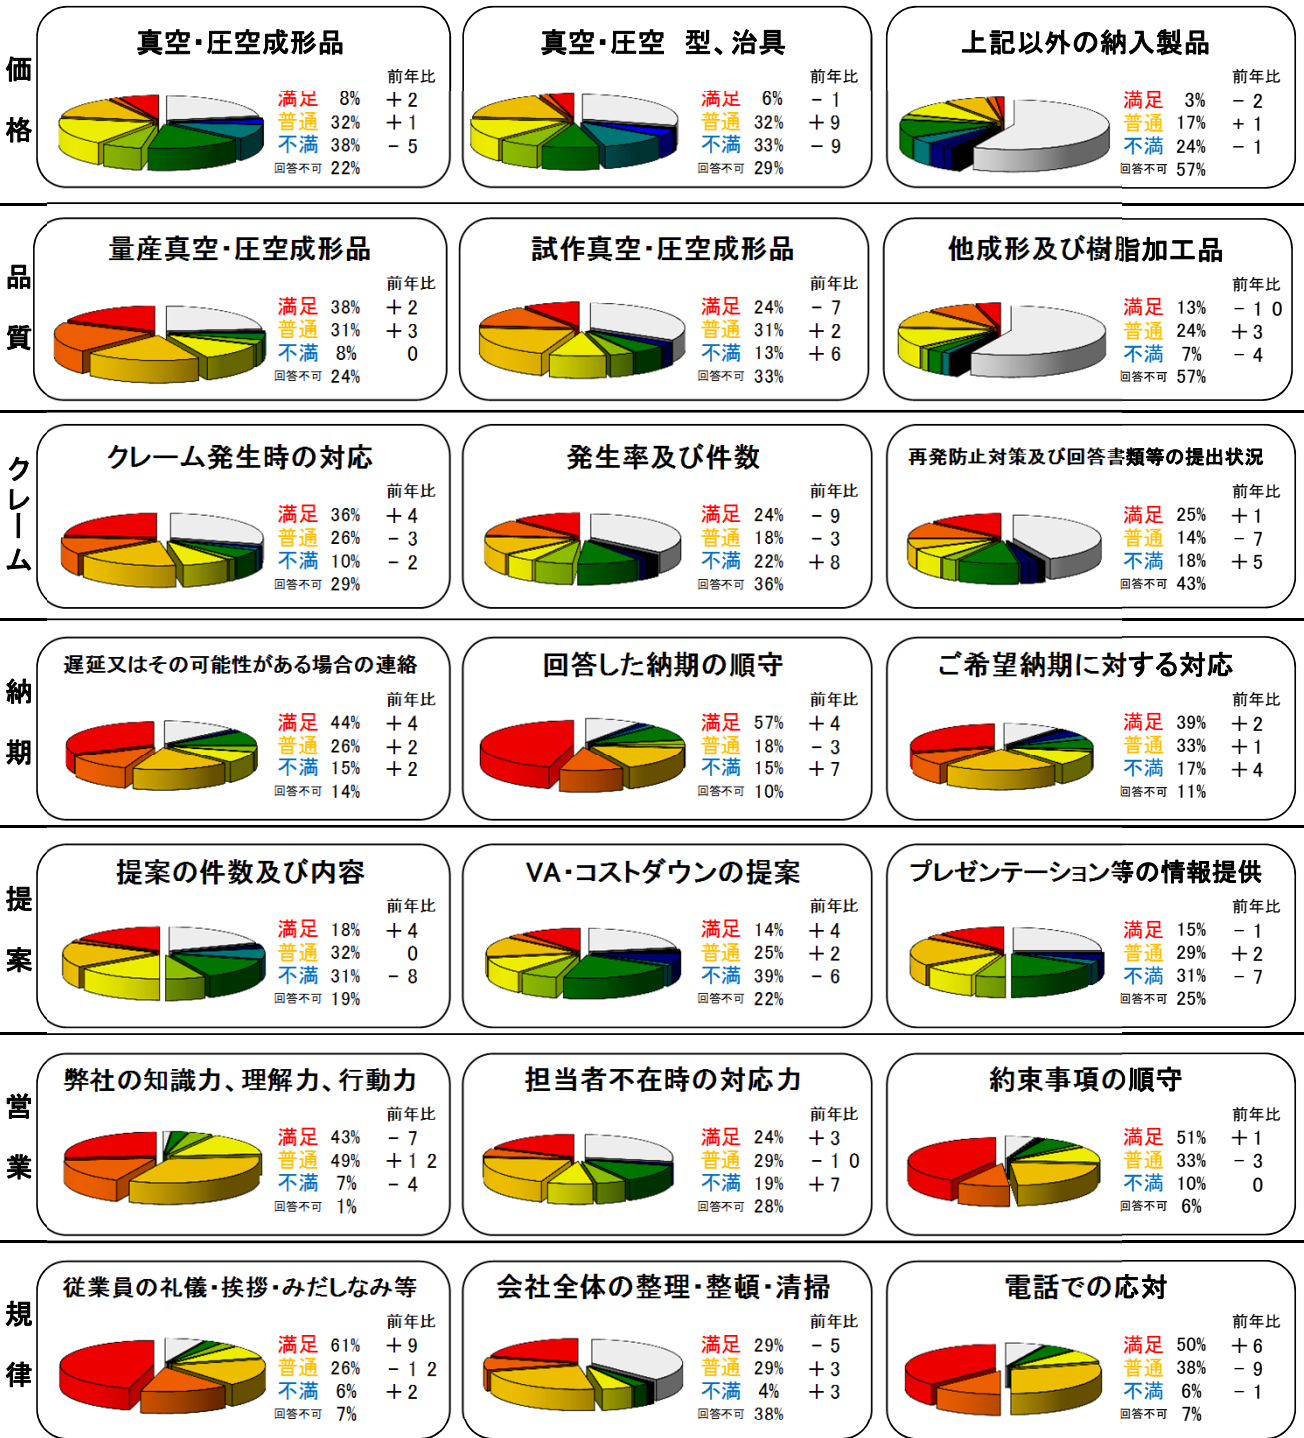 価格
真空・圧空成形品
前年比
満足 8% +2
普通 32% +1
不満 38% -5
回答不可 22%
真空・圧空 型、治具
前年比
満足 6% -1
普通 32% +9
不満 33% -9
回答不可 29%
上記以外の納入製品
前年比
満足 3% -2
普通 17% +1
不満 24% -1
回答不可 57%
品質
量産真空・圧空成形品
前年比
満足 38% +2
普通 31% +3
不満 8% 0
回答不可 24%
試作真空・圧空成形品
前年比
満足 24% -7
普通 31% +2
不満 13% +6
回答不可 33%
他成形及び樹脂加工品
前年比
満足 13% -10
普通 24% +3
不満 7% -4
回答不可 57%
クレーム
クレーム発生時の対応
前年比
満足 36% +4
普通 26% -3
不満 10% -2
回答不可 29%
発生率及び件数
前年比
満足 24% -9
普通 18% -3
不満 22% +8
回答不可 36%
再発防止対策及び回答書類等の提出状況
前年比
満足 25% +1
普通 14% -7
不満 18% +5
回答不可 43%
納期
遅延又はその可能性がある場合の連絡
前年比
満足 44% +4
普通 26% +2
不満 15% +2
回答不可 14%
回答した納期の順守
前年比
満足 57% +4
普通 18% -3
不満 15% +7
回答不可 10%
ご希望納期に対する対応
前年比
満足 39% +2
普通 33% +1
不満 17% +4
回答不可 11%
提案
提案の件数及び内容
前年比
満足 18% +4
普通 32% 0
不満 31% -8
回答不可 19%
VA・コストダウンの提案
前年比
満足 14% +4
普通 25% +2
不満 39% -6
回答不可 22%
プレゼンテーション等の情報提供
前年比
満足 15% -1
普通 29% +2
不満 31% -7
回答不可 25%
営業
弊社の知識力、理解力、行動力
前年比
満足 43% -7
普通 49% +12
不満 7% -4
回答不可 1%
担当者不在時の対応力
前年比
満足 24% +3
普通 29% -10
不満 19% +7
回答不可 28%
約束事項の順守
前年比
満足 51% +1
普通 33% -3
不満 10% 0
回答不可 6%
規律
従業員の礼儀・挨拶・みだしなみ等
前年比
満足 61% +9
普通 26% -12
不満 6% +2
回答不可 7%
会社全体の整理・整頓・清掃
前年比
満足 29% -5
普通 29% +3
不満 4% +3
回答不可 38%
電話での応対
前年比
満足 50% +6
普通 38% -9
不満 6% -1
回答不可 7%